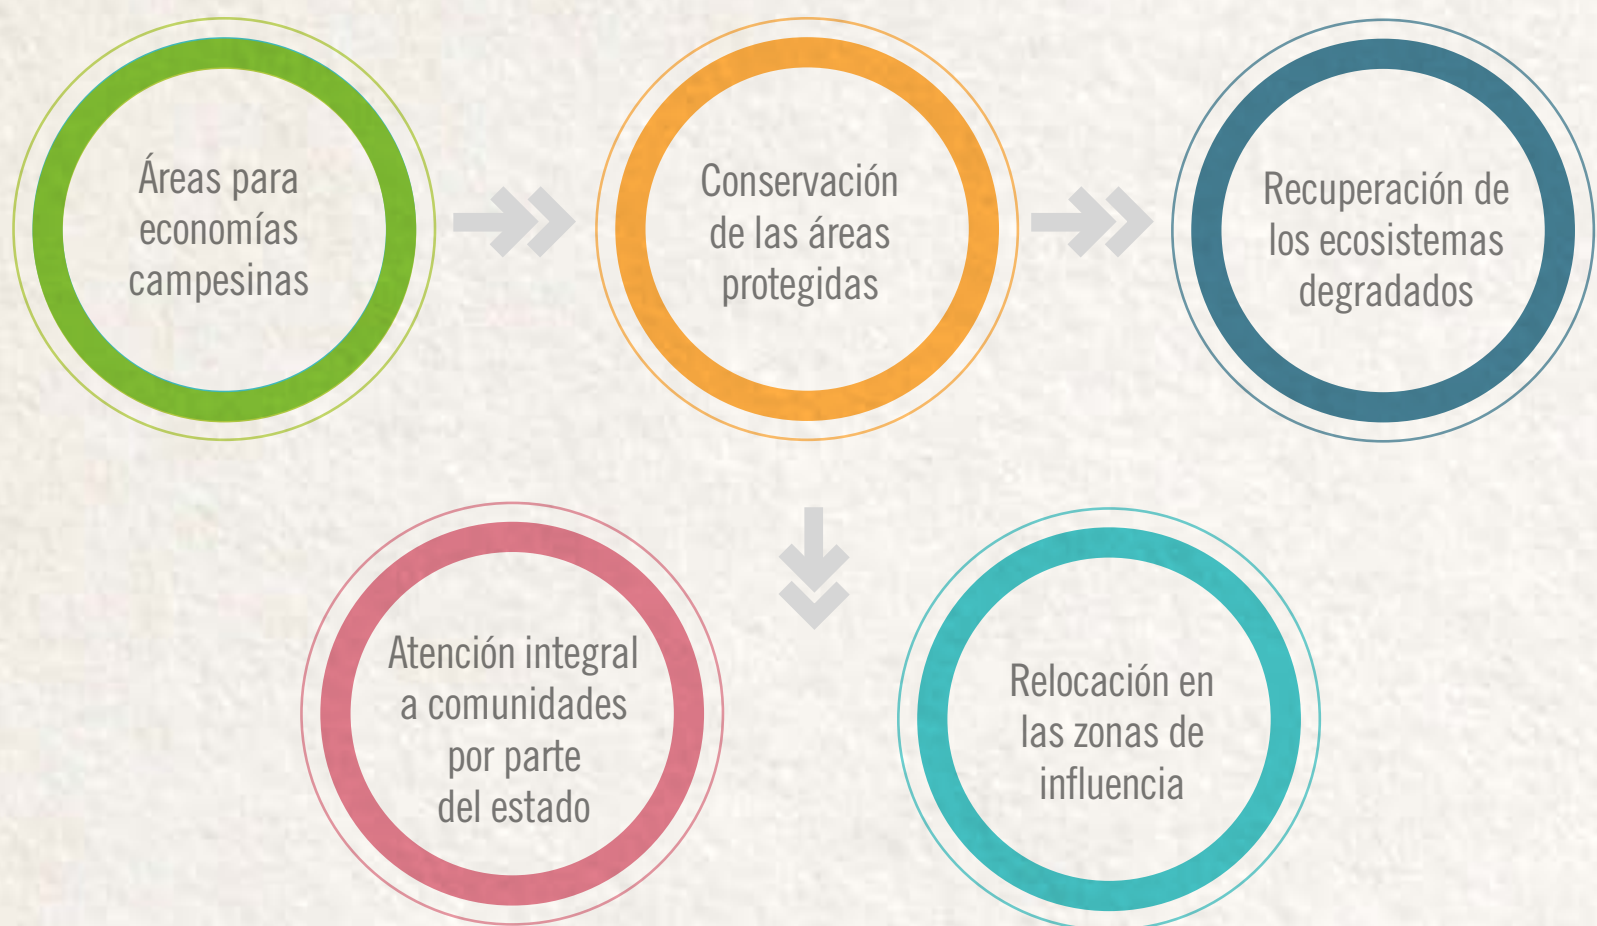 Áreas para
economías
campesinas
Conservación
de las áreas
protegidas
Recuperación de
los ecosistemas
degradados
Atención integral
a comunidades
por parte
del estado
Relocación en
las zonas de
influencia